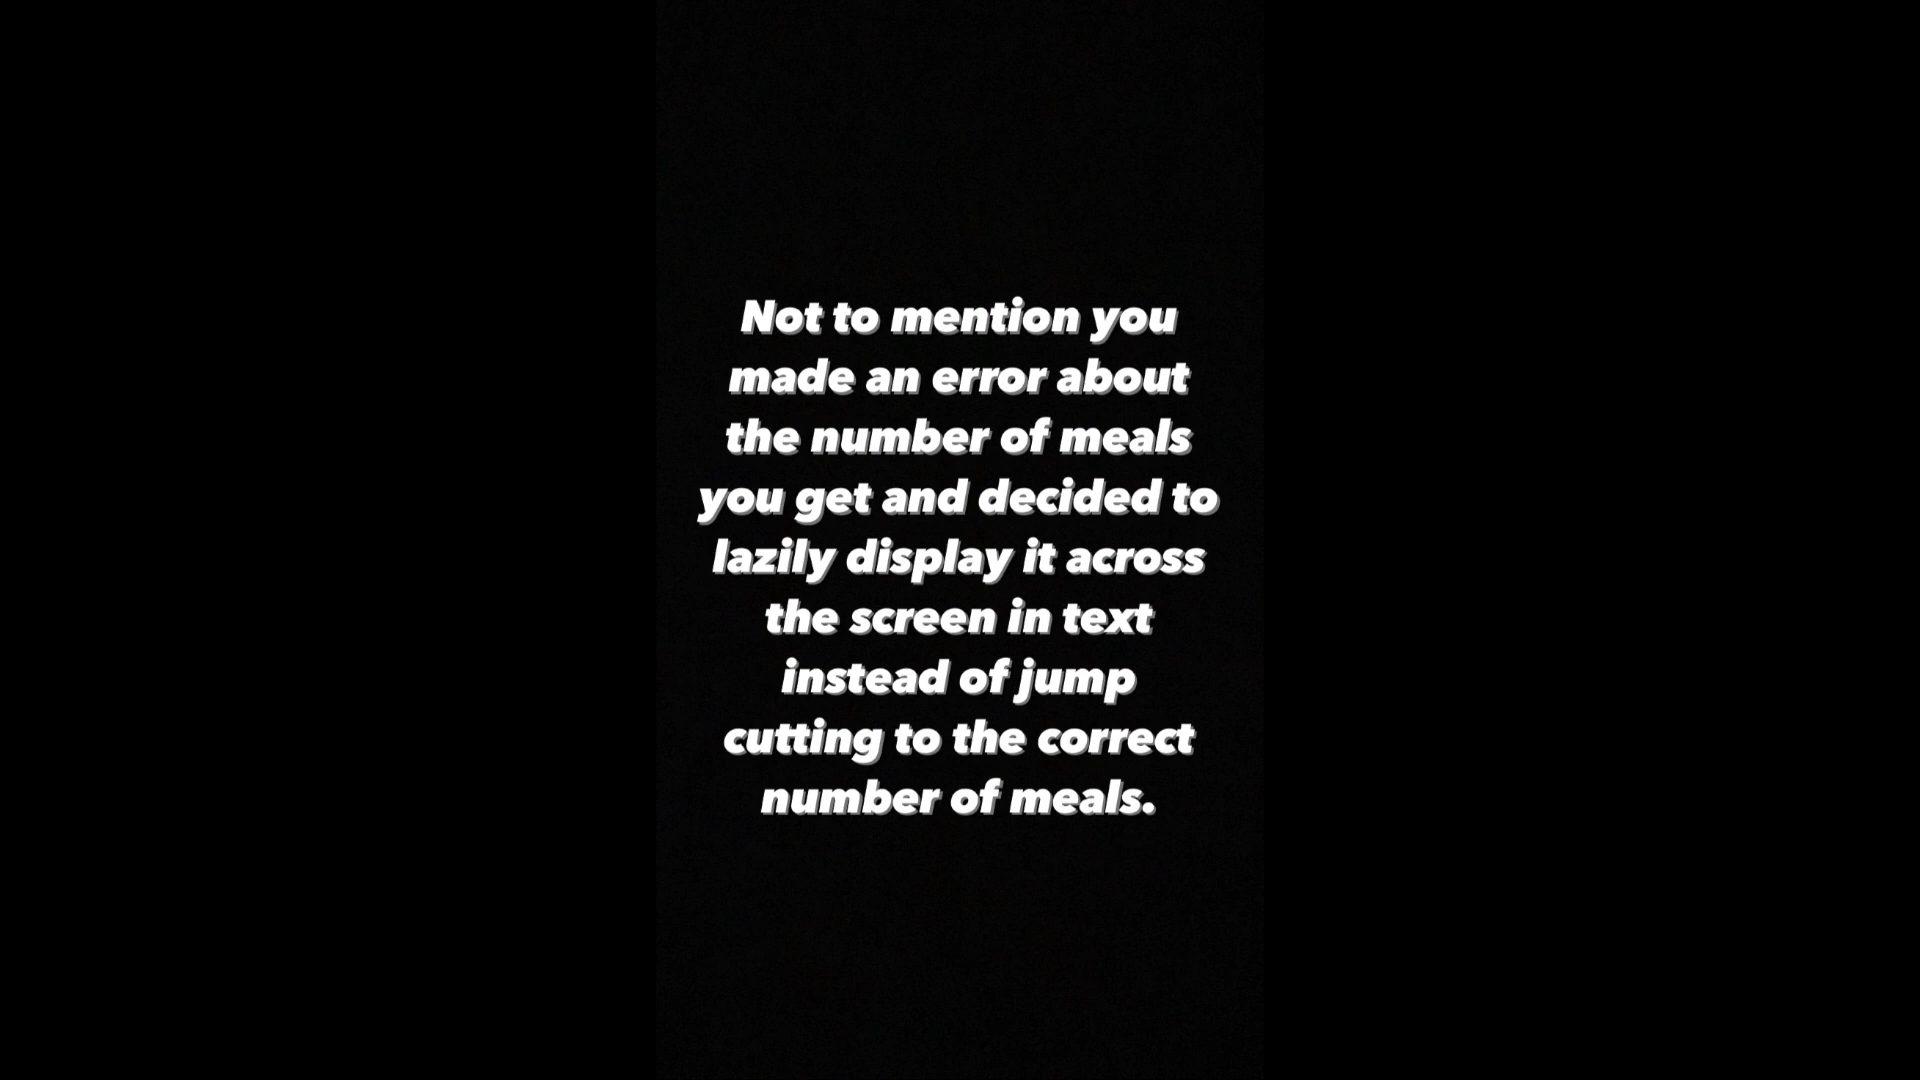 Not to mention you
made an error about
the number of meals
you get and decided to
lazily display it across
the screen in text
instead of jump
cutting to the correct
number of meals.